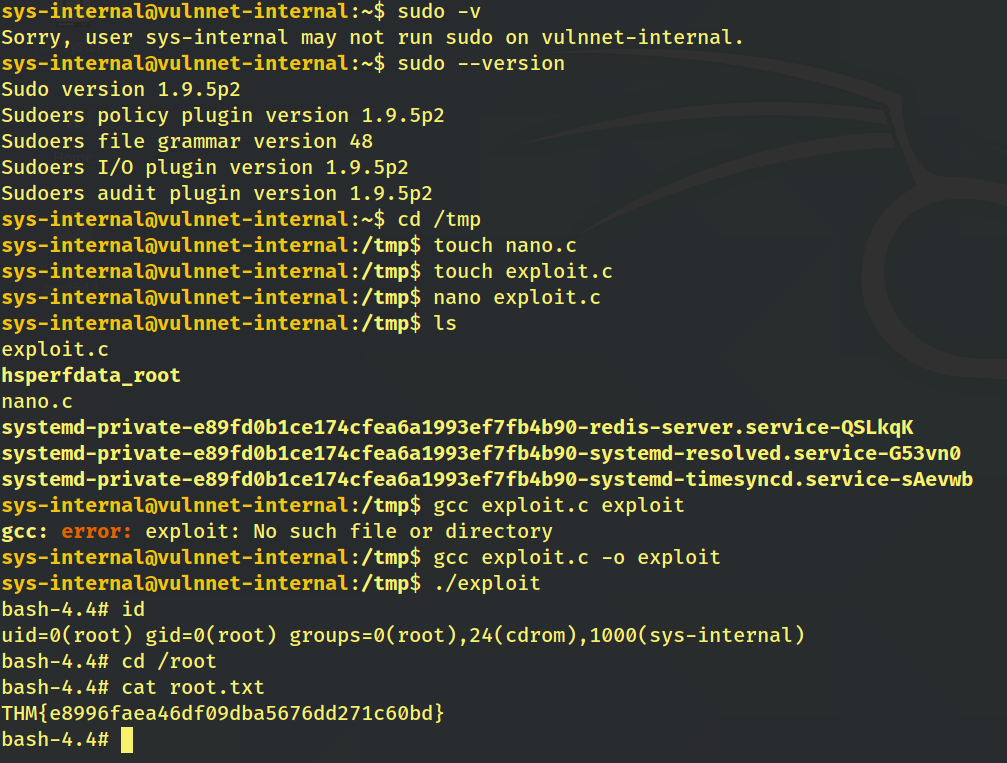 sys-internal@vulnnet-internal:~$ sudo -v
Sorry, user sys-internal may not run sudo on vulnnet-internal.
sys-internal@vulnnet-internal:~$ sudo --version
Sudo version 1.9.5p2
Sudoers policy plugin version 1.9.5p2
Sudoers file grammar version 48
Sudoers I/O plugin version 1.9.5p2
Sudoers audit plugin version 1.9.5p2
sys-internal@vulnnet-internal:~$ cd /tmp
sys-internal@vulnnet-internal:/tmp$ touch nano.c
sys-internal@vulnnet-internal:/tmp$ touch exploit.c
sys-internal@vulnnet-internal:/tmp$ nano exploit.c
sys-internal@vulnnet-internal:/tmp$ ls
exploit.c
hsperfdata_root
nano.c
systemd-private-e89fd0b1ce174cfea6a1993ef7fb4b90-redis-server.service-QSLkqK
systemd-private-e89fd0b1ce174cfea6a1993ef7fb4b90-systemd-resolved.service-G53vn0
systemd-private-e89fd0b1ce174cfea6a1993ef7fb4b90-systemd-timesyncd.service-sAevwb
sys-internal@vulnnet-internal:/tmp$ gcc exploit.c exploit
gcc: error: exploit: No such file or directory
sys-internal@vulnnet-internal:/tmp$ gcc exploit.c -o exploit
sys-internal@vulnnet-internal:/tmp$ ./exploit
bash-4.4# id
uid=0(root) gid=0(root) groups=0(root),24(cdrom),1000(sys-internal)
bash-4.4# cd /root
bash-4.4# cat root.txt
THM{e8996faea46df09dba5676dd271c60bd}
bash-4.4#